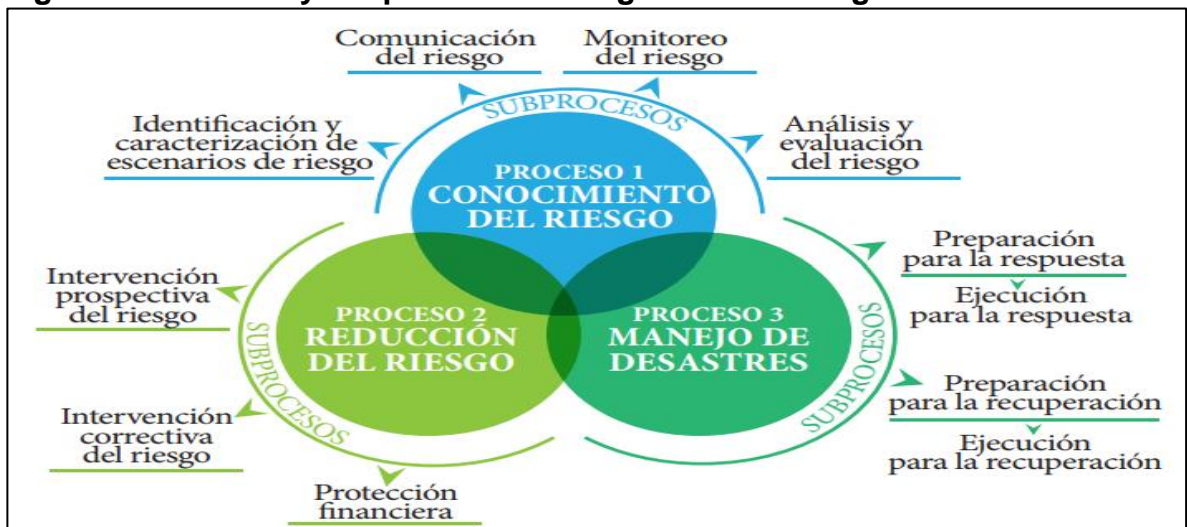 Comunicación
del riesgo
Monitoreo
del riesgo
SUBPROCESOS
Identificación y
caracterización de
escenarios de riesgo
Análisis y
evaluación
del riesgo
PROCESO 1
CONOCIMIENTO
DEL RIESGO
Intervención
prospectiva
del riesgo
PROCESO 2
REDUCCIÓN
DEL RIESGO
SUBPROCESOS
Intervención
correctiva
del riesgo
Protección
financiera
PROCESO 3
MANEJO DE
DESASTRES
SUBPROCESOS
Preparación
para la respuesta
Ejecución
para la respuesta
Preparación
para la recuperación
Ejecución
para la recuperación